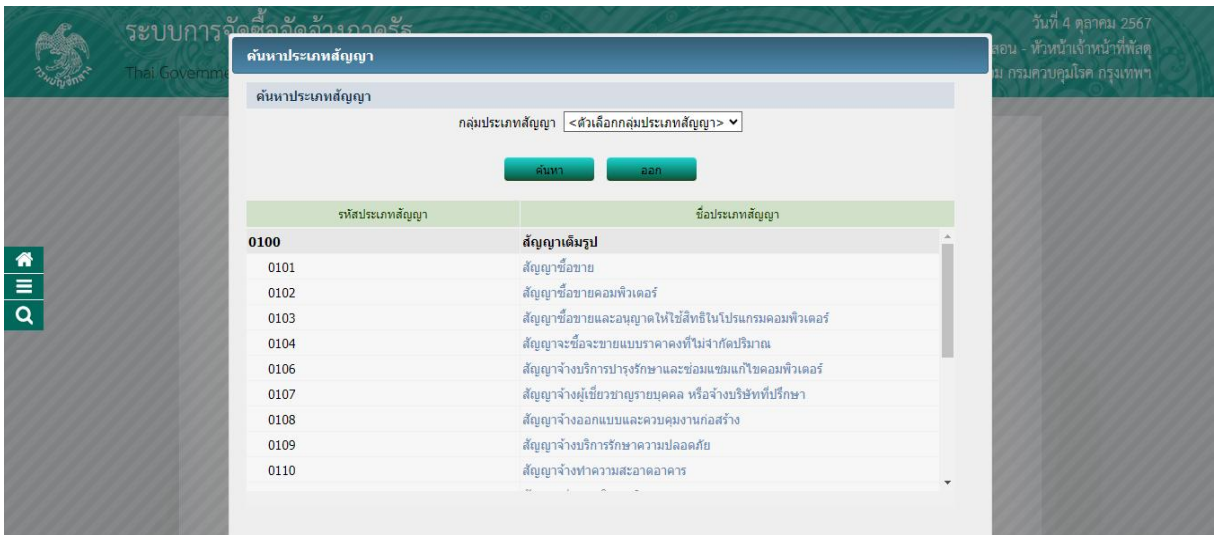 ระบบการจัดซื้อจัดจ้างภาครัฐ
วันที่ 4 ตุลาคม 2567
สอน - หัวหน้าเจ้าหน้าที่พัสดุ
Thai Governme
ม กรมควบคุมโรค กรุงเทพฯ
กรมบัญชีกลาง
ค้นหาประเภทสัญญา
ค้นหาประเภทสัญญา
กลุ่มประเภทสัญญา <ตัวเลือกกลุ่มประเภทสัญญา>
ค้นหา ออก
รหัสประเภทสัญญา ชื่อประเภทสัญญา
0100 สัญญาเต็มรูป
0101 สัญญาซื้อขาย
0102 สัญญาซื้อขายคอมพิวเตอร์
0103 สัญญาซื้อขายและอนุญาตให้ใช้สิทธิในโปรแกรมคอมพิวเตอร์
0104 สัญญาจะซื้อจะขายแบบราคาคงที่ไม่จำกัดปริมาณ
0106 สัญญาจ้างบริการบำรุงรักษาและซ่อมแซมแก้ไขคอมพิวเตอร์
0107 สัญญาจ้างผู้เชี่ยวชาญรายบุคคล หรือจ้างบริษัทที่ปรึกษา
0108 สัญญาจ้างออกแบบและควบคุมงานก่อสร้าง
0109 สัญญาจ้างบริการรักษาความปลอดภัย
0110 สัญญาจ้างทำความสะอาดอาคาร